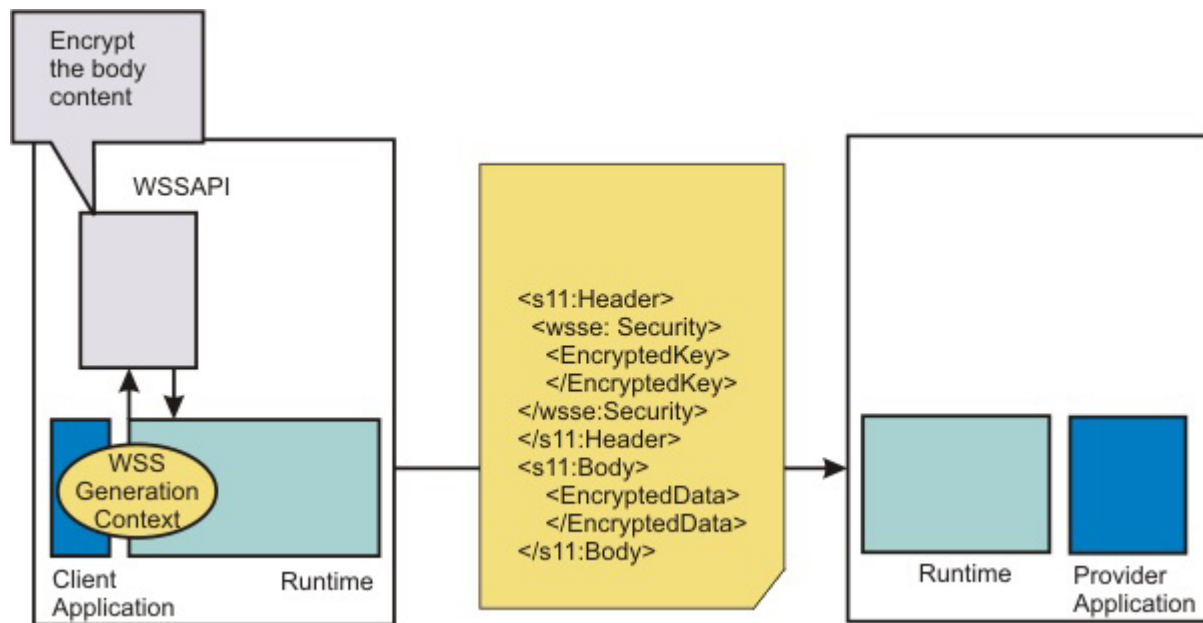 Encrypt
the body
content
WSSAPI
WSS
Generation
Context
Client
Application
Runtime
<s11:Header>
<wsse: Security>
<EncryptedKey>
</EncryptedKey>
</wsse:Security>
</s11:Header>
<s11:Body>
<EncryptedData>
</EncryptedData>
</s11:Body>
Runtime
Provider
Application